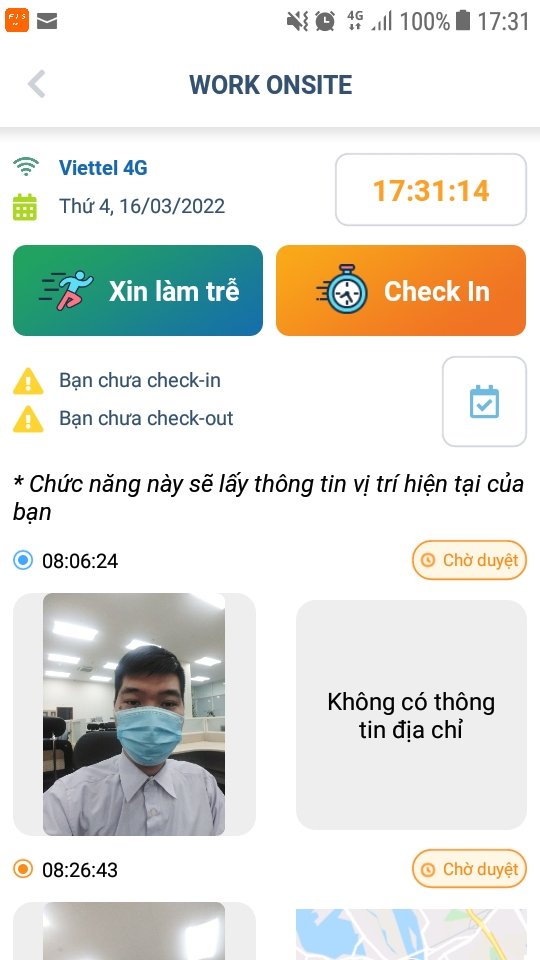 4G 100% 17:31
WORK ONSITE
Viettel 4G
Thứ 4, 16/03/2022
17:31:14
Xin làm trễ
Check In
Bạn chưa check-in
Bạn chưa check-out
* Chức năng này sẽ lấy thông tin vị trí hiện tại của
bạn
08:06:24
Chờ duyệt
Không có thông
tin địa chỉ
08:26:43
Chờ duyệt